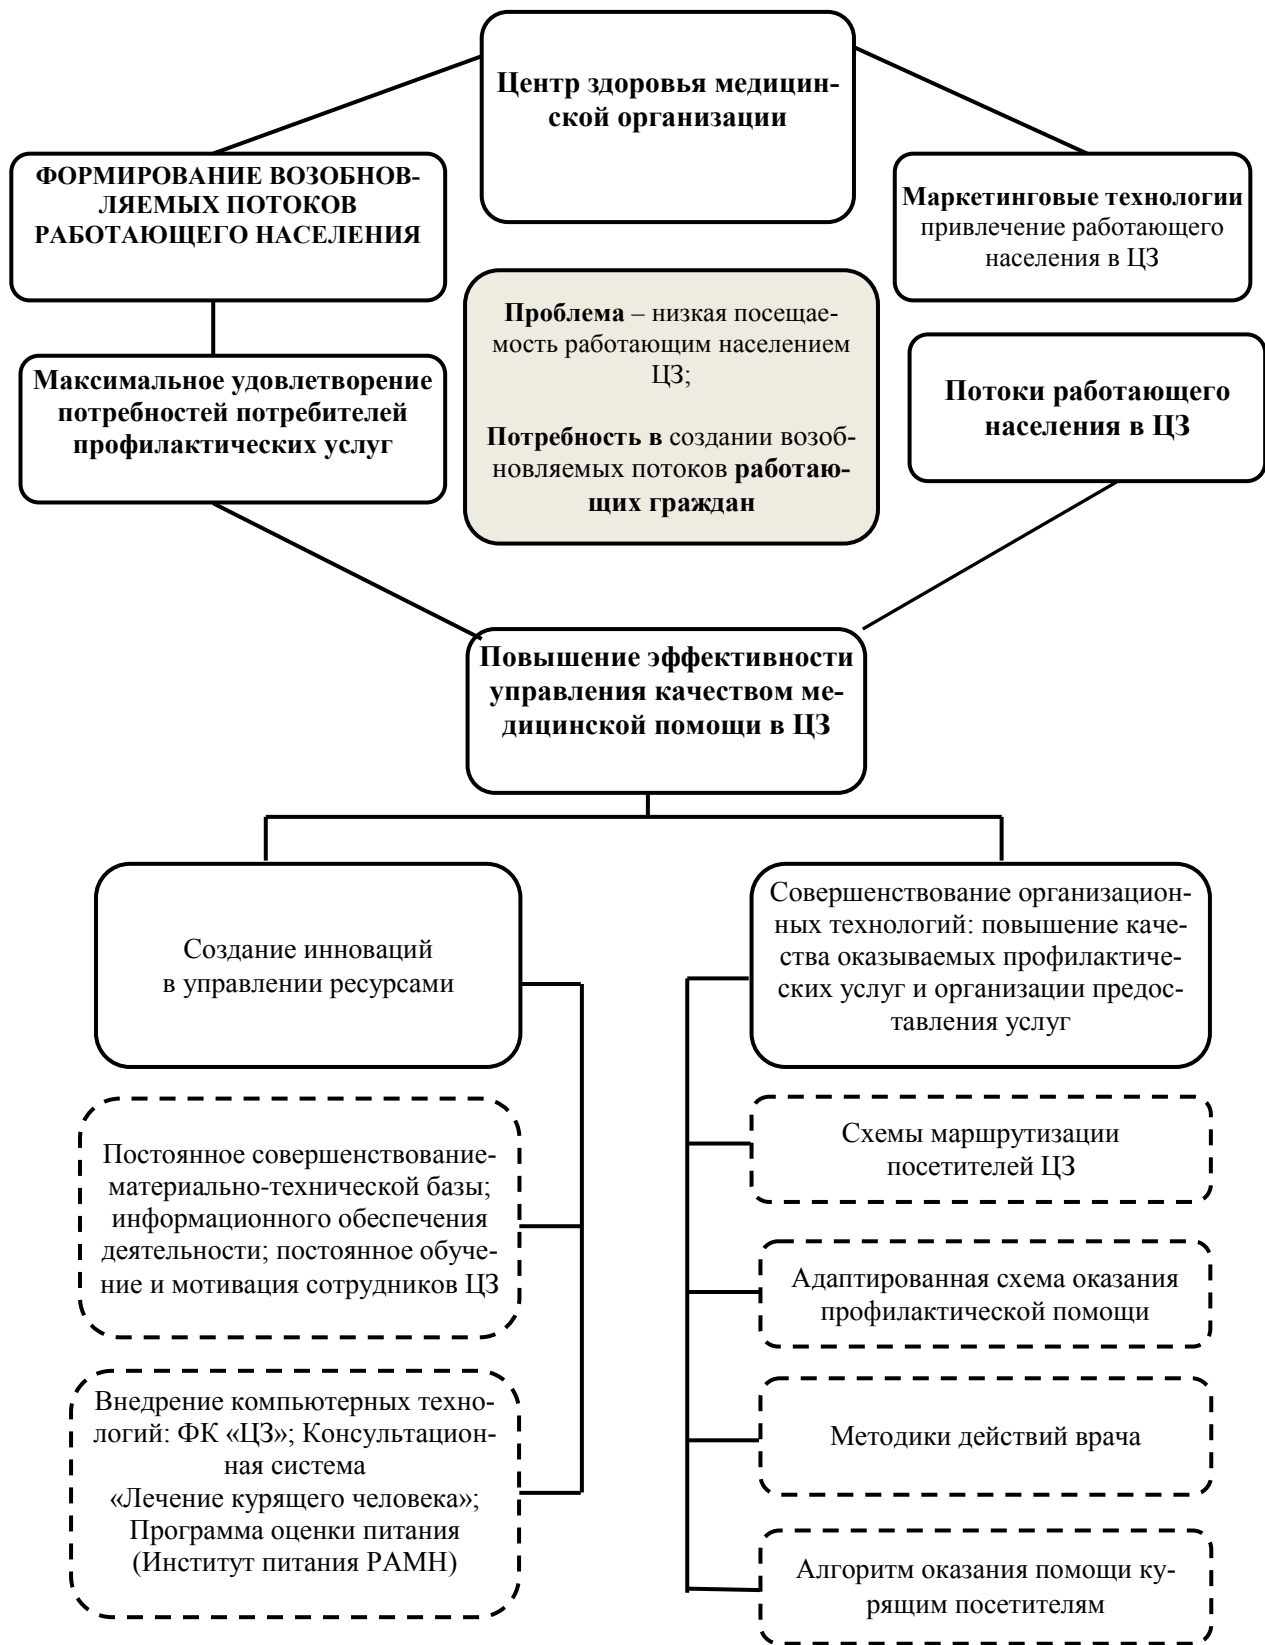 Центр здоровья медицин-
ской организации
ФОРМИРОВАНИЕ ВОЗОБНОВ-
ЛЯЕМЫХ ПОТОКОВ
РАБОТАЮЩЕГО НАСЕЛЕНИЯ
Маркетинговые технологии
привлечение работающего
населения в ЦЗ
Проблема – низкая посещае-
мость работающим населением
ЦЗ;
Потребность в создании возоб-
новляемых потоков работаю-
щих граждан
Максимальное удовлетворение
потребностей потребителей
профилактических услуг
Потоки работающего
населения в ЦЗ
Повышение эффективности
управления качеством ме-
дицинской помощи в ЦЗ
Создание инноваций
в управлении ресурсами
Постоянное совершенствование-
материально-технической базы;
информационного обеспечения
деятельности; постоянное обуче-
ние и мотивация сотрудников ЦЗ
Внедрение компьютерных техно-
логий: ФК «ЦЗ»; Консультацион-
ная система
«Лечение курящего человека»;
Программа оценки питания
(Институт питания РАМН)
Совершенствование организацион-
ных технологий: повышение каче-
ства оказываемых профилактиче-
ских услуг и организации предос-
тавления услуг
Схемы маршрутизации
посетителей ЦЗ
Адаптированная схема оказания
профилактической помощи
Методики действий врача
Алгоритм оказания помощи ку-
рящим посетителям